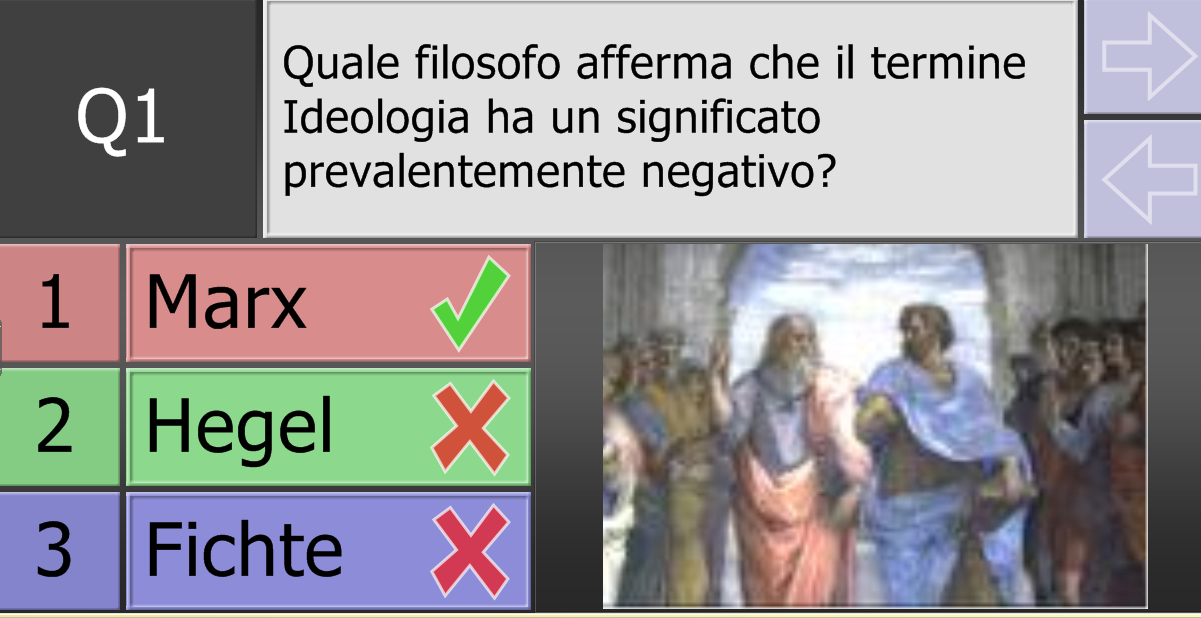 Q1
Quale filosofo afferma che il termine
Ideologia ha un significato
prevalentemente negativo?
1 Marx
2 Hegel
3 Fichte